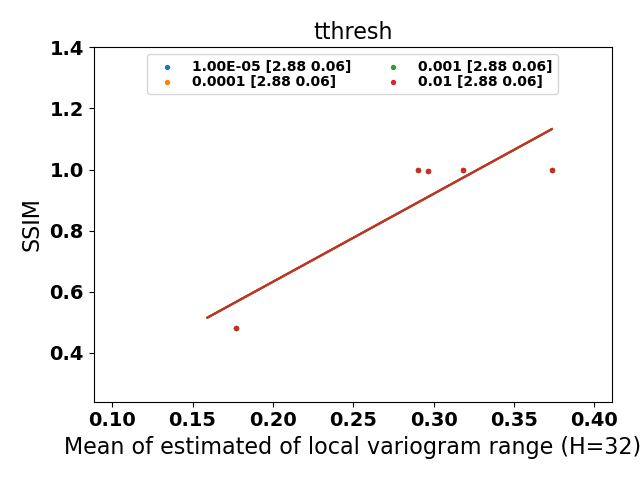 tthresh
1.00E-05 [2.88 0.06]
0.0001 [2.88 0.06]
0.001 [2.88 0.06]
0.01 [2.88 0.06]
SSIM
1.4
1.2
1.0
0.8
0.6
0.4
0.10 0.15 0.20 0.25 0.30 0.35 0.40
Mean of estimated of local variogram range (H=32)